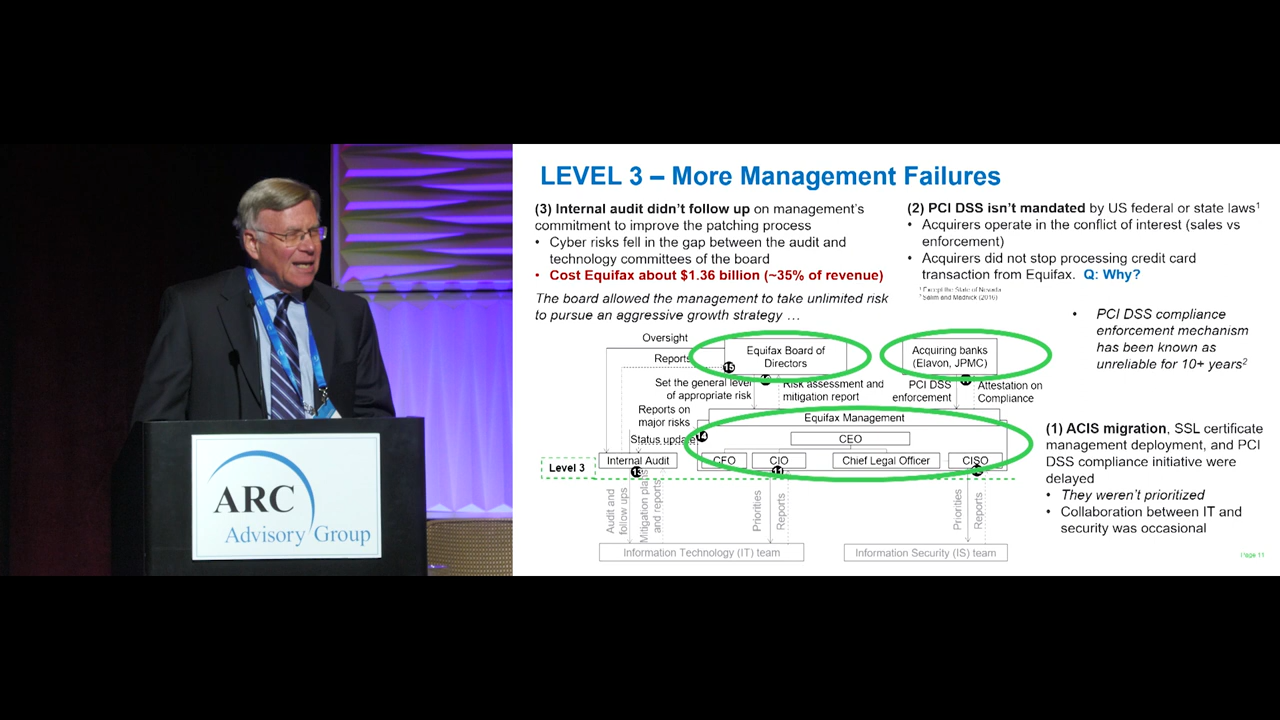 ARC
Advisory Group
LEVEL 3 – More Management Failures
(3) Internal audit didn't follow up on management's
commitment to improve the patching process
• Cyber risks fell in the gap between the audit and
technology committees of the board
• Cost Equifax about $1.36 billion (~35% of revenue)
The board allowed the management to take unlimited risk
to pursue an aggressive growth strategy …
(2) PCI DSS isn't mandated by US federal or state laws¹
• Acquirers operate in the conflict of interest (sales vs
enforcement)
• Acquirers did not stop processing credit card
transaction from Equifax. Q: Why?
¹ Except the State of Nevada
² Salim and Madnick (2016)
• PCI DSS compliance
enforcement mechanism
has been known as
unreliable for 10+ years²
Oversight
Reports
15
Equifax Board of
Directors
Acquiring banks
(Elavon, JPMC)
Set the general level
of appropriate risk
Risk assessment and
mitigation report
PCI DSS
enforcement
Attestation on
Compliance
Reports on
major risks
Status update
14
Equifax Management
CEO
Level 3
Internal Audit
13
CFO
CIO
11
Chief Legal Officer
CISO
Audit and
follow ups
Mitigation plans
and reports
Priorities
Reports
Priorities
Reports
Information Technology (IT) team
Information Security (IS) team
(1) ACIS migration, SSL certificate
management deployment, and PCI
DSS compliance initiative were
delayed
• They weren't prioritized
• Collaboration between IT and
security was occasional
Page 11